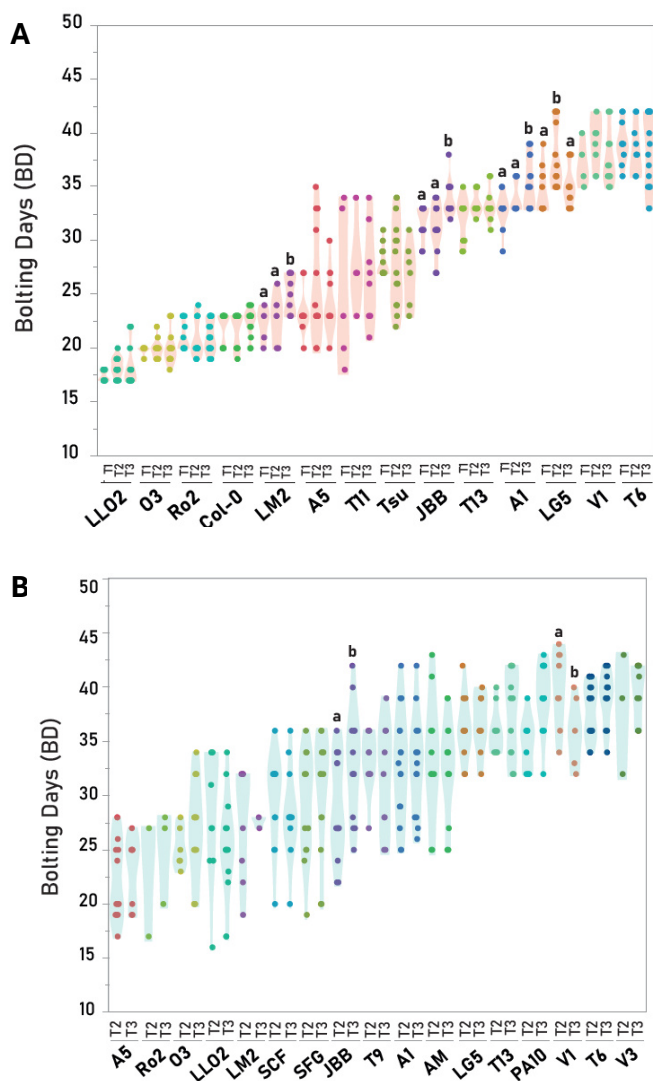 A
50
45
40
35
30
25
20
15
10
Bolting Days (BD)
a a b a a b a a b a b a
T1 T2 T3 T1 T2 T3 T1 T2 T3 T1 T2 T3 T1 T2 T3 T1 T2 T3 T1 T2 T3 T1 T2 T3 T1 T2 T3 T1 T2 T3 T1 T2 T3 T1 T2 T3 T1 T2 T3 T1 T2 T3
LLO2 O3 Ro2 Col-0 LM2 A5 T11 Tsu JBB T13 A1 LG5 V1 T6
B
50
45
40
35
30
25
20
15
10
Bolting Days (BD)
a b a b
T2 T3 T2 T3 T2 T3 T2 T3 T2 T3 T2 T3 T2 T3 T2 T3 T2 T3 T2 T3 T2 T3 T2 T3 T2 T3 T2 T3 T2 T3 T2 T3 T2 T3
A5 Ro2 O3 LLO2 LM2 SCF SFG JBB T9 A1 AM LG5 T13 PA10 V1 T6 V3